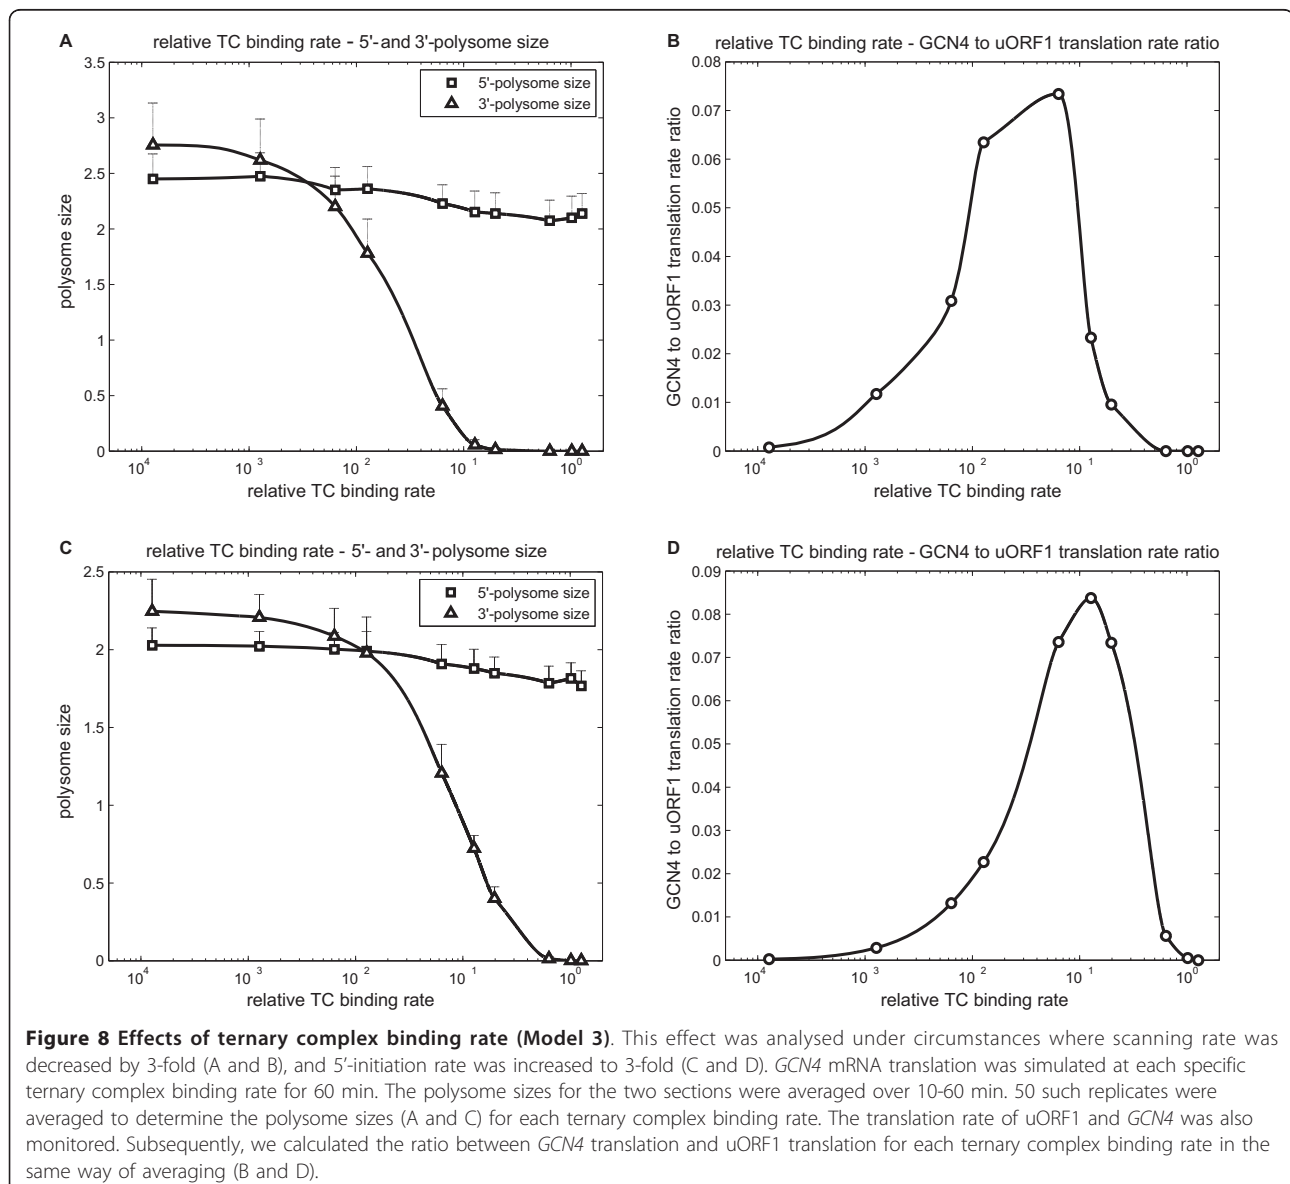 A
relative TC binding rate - 5'- and 3'-polysome size
3.5
3
2.5
2
1.5
1
0.5
0
polysome size
5'-polysome size
3'-polysome size
10^4 10^3 10^2 10^1 10^0
relative TC binding rate
B
relative TC binding rate - GCN4 to uORF1 translation rate ratio
0.08
0.07
0.06
0.05
0.04
0.03
0.02
0.01
0
GCN4 to uORF1 translation rate ratio
10^4 10^3 10^2 10^1 10^0
relative TC binding rate
C
relative TC binding rate - 5'- and 3'-polysome size
2.5
2
1.5
1
0.5
0
polysome size
5'-polysome size
3'-polysome size
10^4 10^3 10^2 10^1 10^0
relative TC binding rate
D
relative TC binding rate - GCN4 to uORF1 translation rate ratio
0.09
0.08
0.07
0.06
0.05
0.04
0.03
0.02
0.01
0
GCN4 to uORF1 translation rate ratio
10^4 10^3 10^2 10^1 10^0
relative TC binding rate
Figure 8 Effects of ternary complex binding rate (Model 3). This effect was analysed under circumstances where scanning rate was
decreased by 3-fold (A and B), and 5′-initiation rate was increased to 3-fold (C and D). GCN4 mRNA translation was simulated at each specific
ternary complex binding rate for 60 min. The polysome sizes for the two sections were averaged over 10-60 min. 50 such replicates were
averaged to determine the polysome sizes (A and C) for each ternary complex binding rate. The translation rate of uORF1 and GCN4 was also
monitored. Subsequently, we calculated the ratio between GCN4 translation and uORF1 translation for each ternary complex binding rate in the
same way of averaging (B and D).